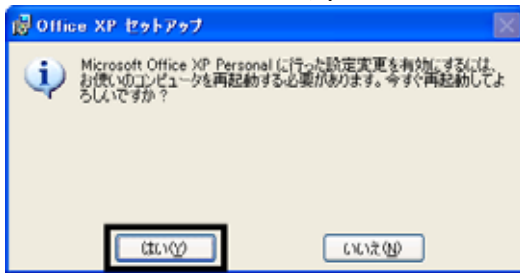 Office XP セットアップ
Microsoft Office XP Personal に行った設定変更を有効にするには、
お使いのコンピュータを再起動する必要があります。今すぐ再起動してよ
ろしいですか?
はい(Y)
いいえ(N)